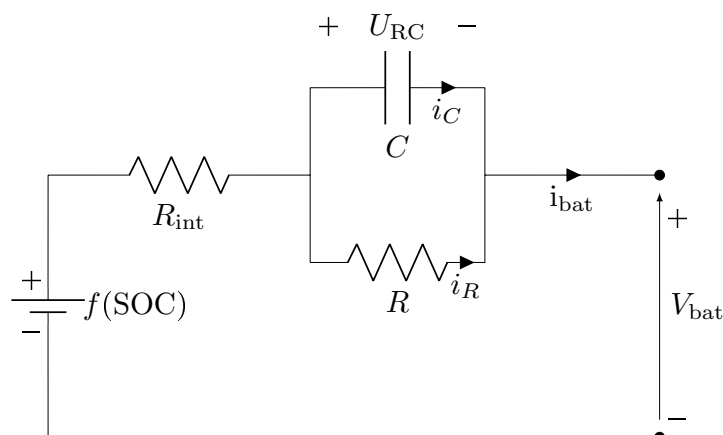 + U_RC −
i_C
C
R_int
i_bat
+
+
i_R
f(SOC)
R
V_bat
−
−